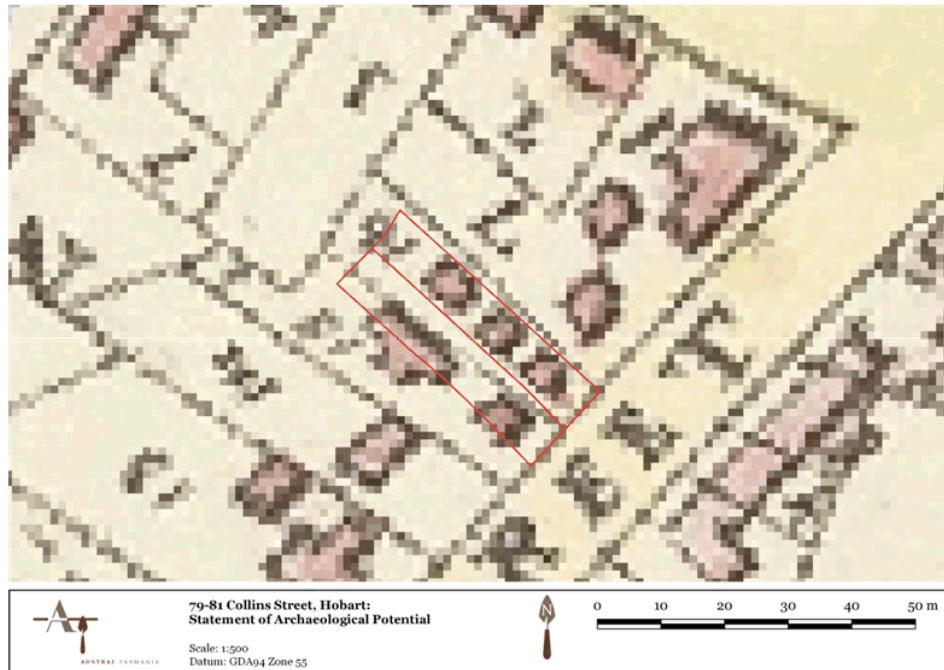 79-81 Collins Street, Hobart:
Statement of Archaeological Potential
Scale: 1:500
Datum: GDA94 Zone 55
AUSTRAL TASMANIA
N
0 10 20 30 40 50 m